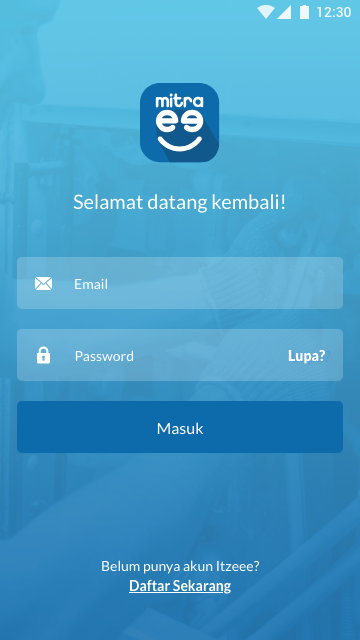 12:30
mitra
ee
Selamat datang kembali!
Email
Password Lupa?
Masuk
Belum punya akun Itzeee?
Daftar Sekarang